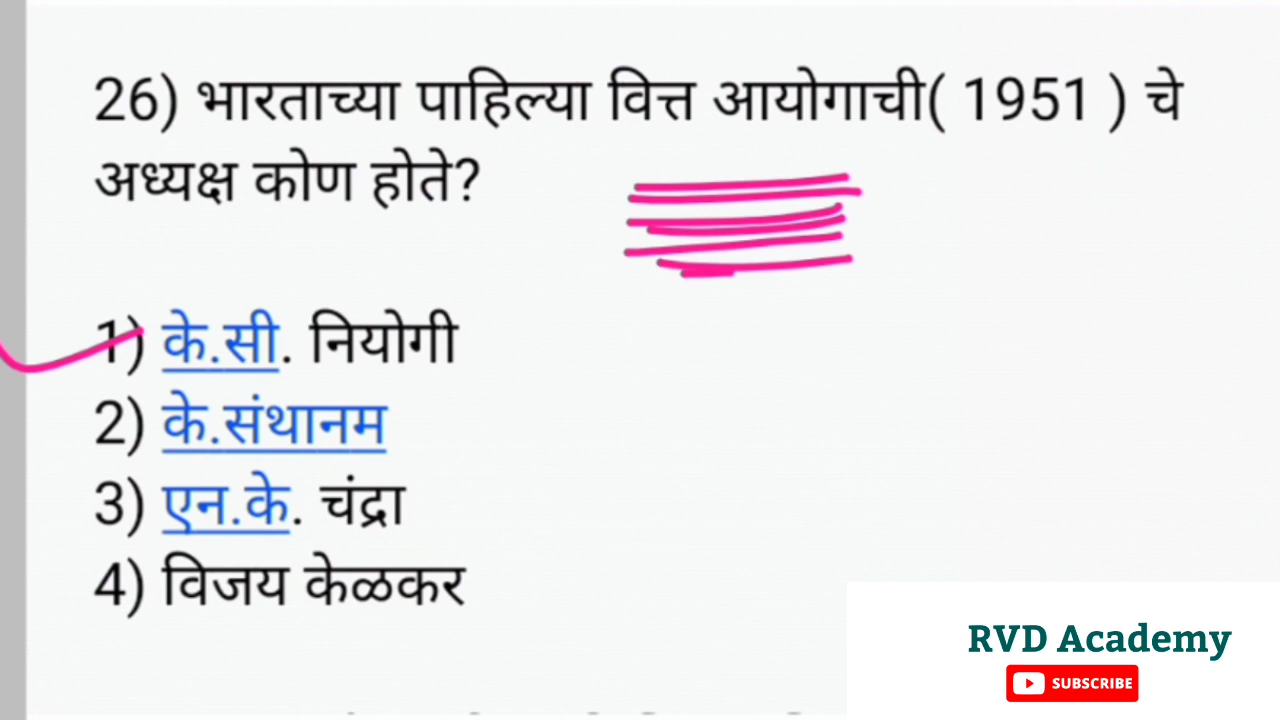 26) भारताच्या पाहिल्या वित्त आयोगाची( 1951 ) चे
अध्यक्ष कोण होते?
1) के.सी. नियोगी
2) के.संथानम
3) एन.के. चंद्रा
4) विजय केळकर
RVD Academy
SUBSCRIBE